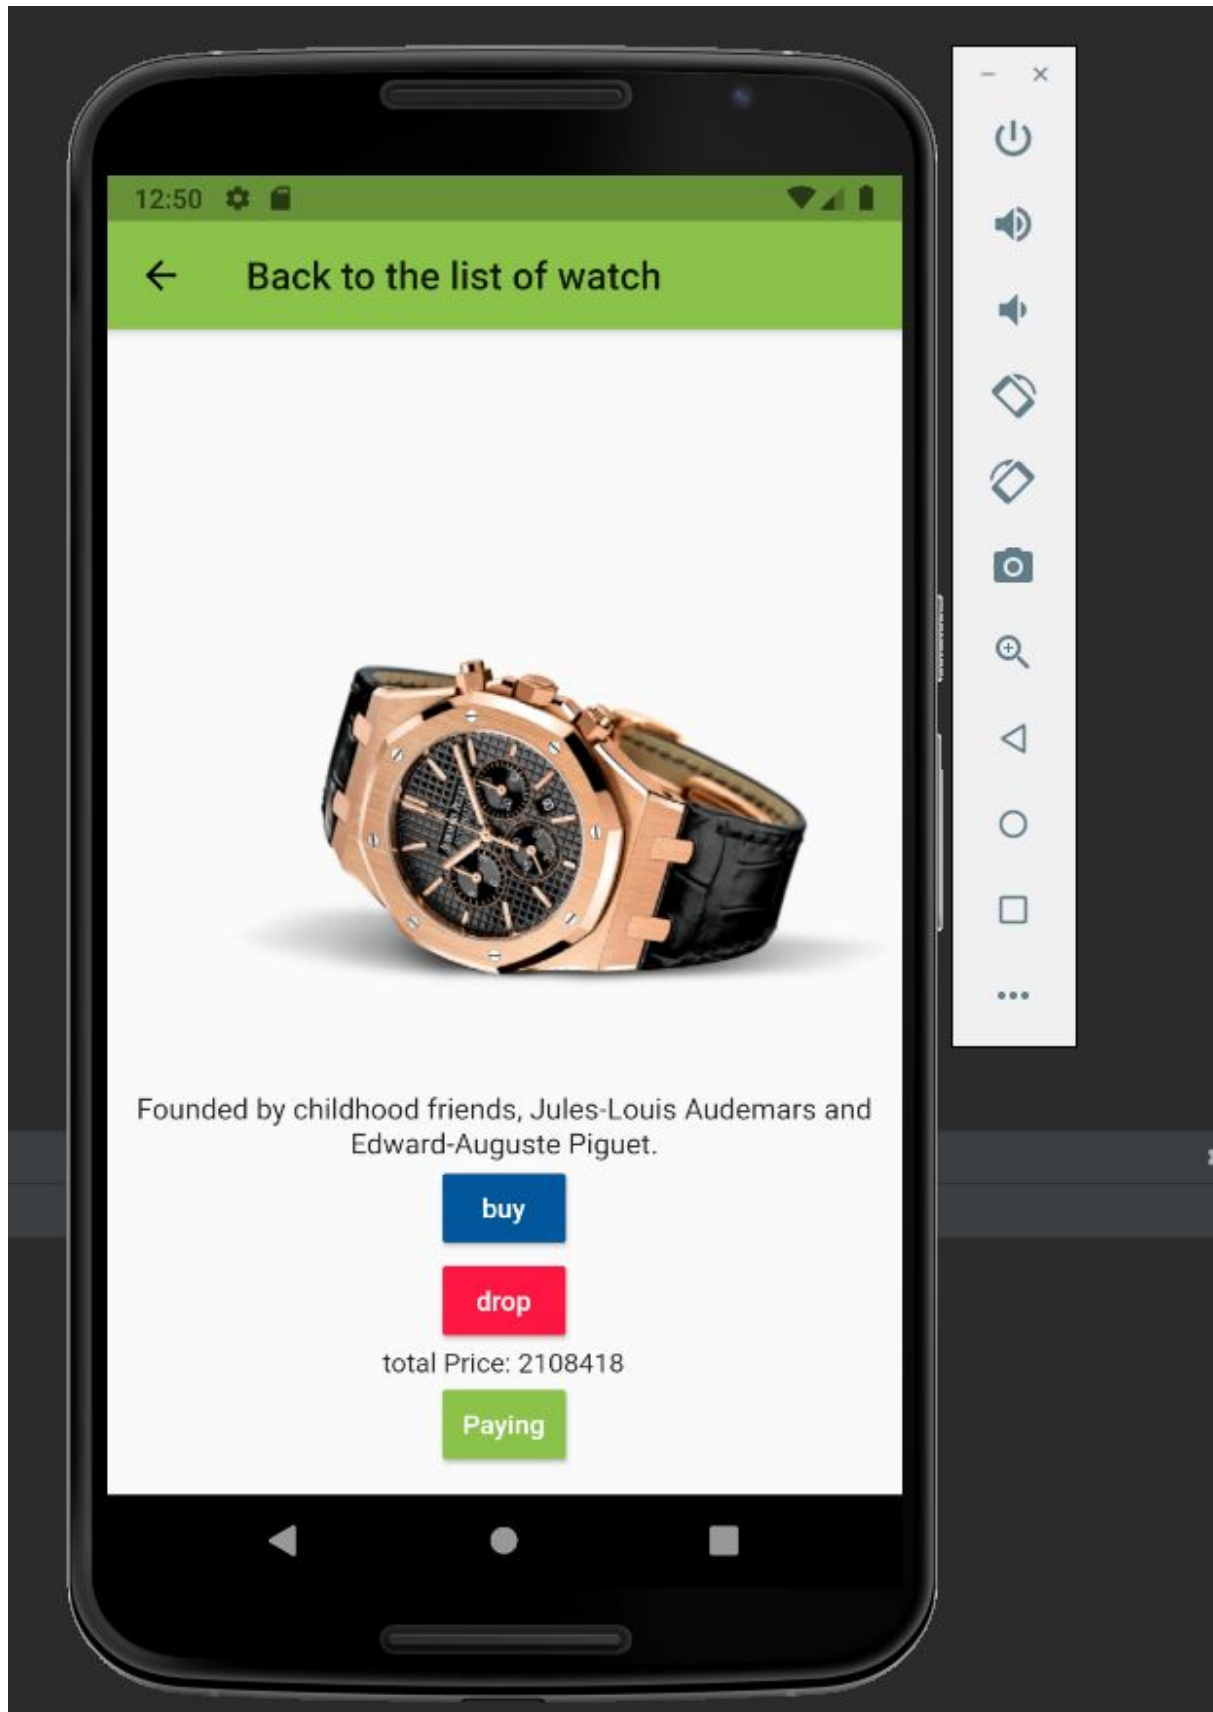 12:50
Back to the list of watch
Founded by childhood friends, Jules-Louis Audemars and
Edward-Auguste Piguet.
buy
drop
total Price: 2108418
Paying